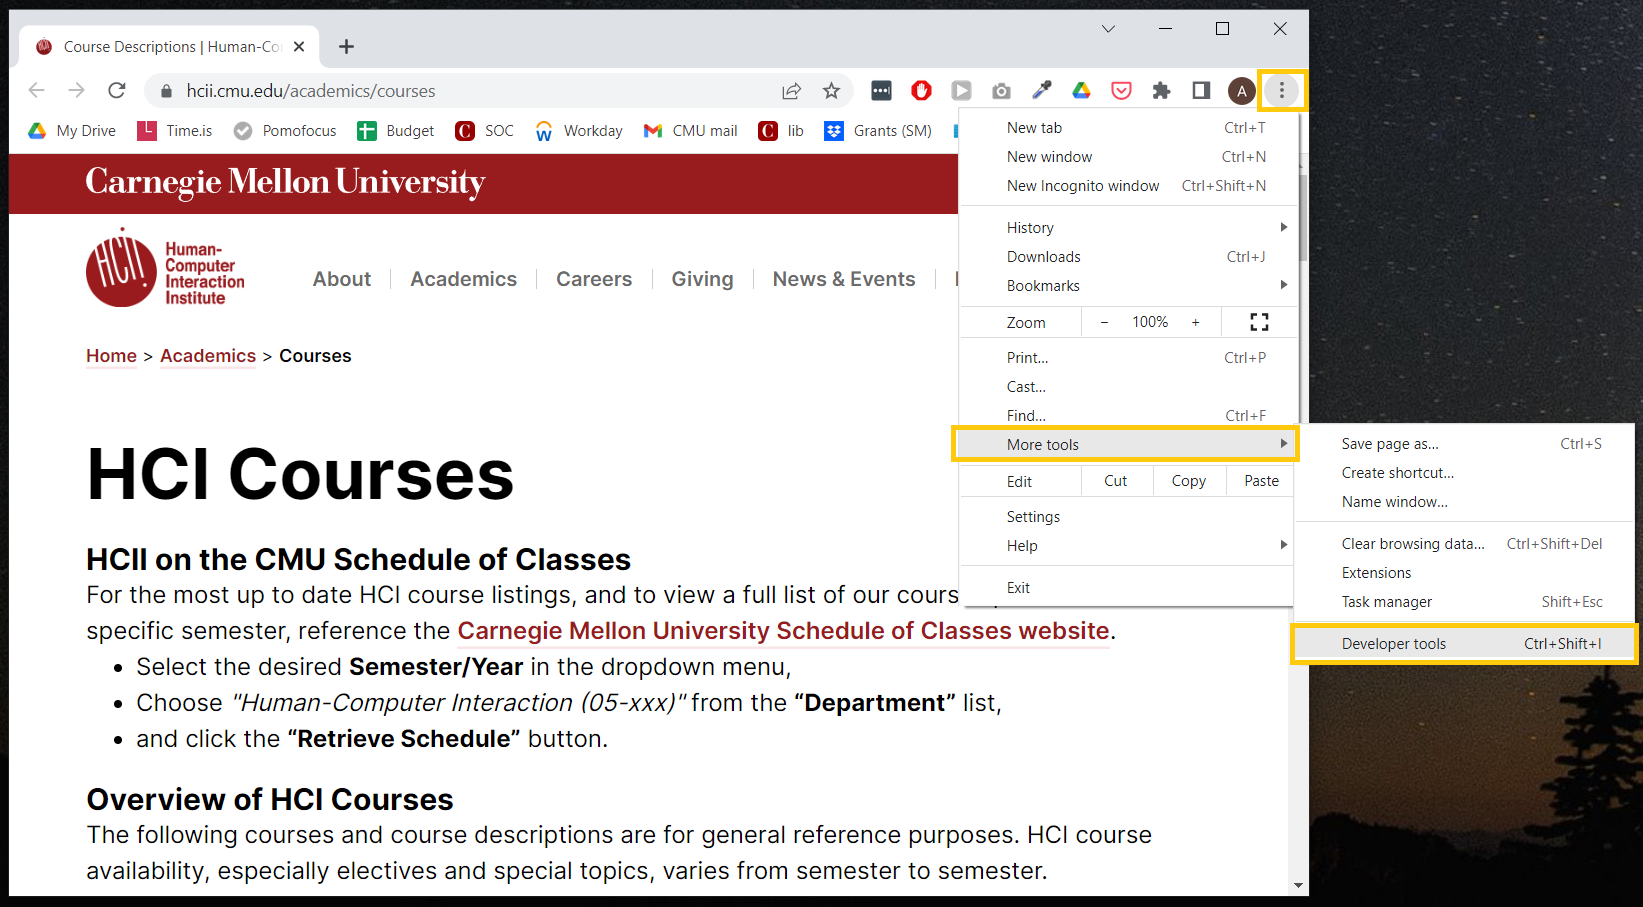 Course Descriptions | Human-Co
hcii.cmu.edu/academics/courses
A
My Drive
Time.is
Pomofocus
Budget
SOC
Workday
CMU mail
lib
Grants (SM)
Carnegie Mellon University
HCII
Human-
Computer
Interaction
Institute
About
Academics
Careers
Giving
News & Events
Home > Academics > Courses
HCI Courses
HCII on the CMU Schedule of Classes
For the most up to date HCI course listings, and to view a full list of our cours
specific semester, reference the Carnegie Mellon University Schedule of Classes website.
• Select the desired Semester/Year in the dropdown menu,
• Choose "Human-Computer Interaction (05-xxx)" from the “Department” list,
• and click the “Retrieve Schedule” button.
Overview of HCI Courses
The following courses and course descriptions are for general reference purposes. HCI course
availability, especially electives and special topics, varies from semester to semester.
New tab Ctrl+T
New window Ctrl+N
New Incognito window Ctrl+Shift+N
History
Downloads Ctrl+J
Bookmarks
Zoom - 100% +
Print... Ctrl+P
Cast...
Find... Ctrl+F
More tools
Edit Cut Copy Paste
Settings
Help
Exit
Save page as... Ctrl+S
Create shortcut...
Name window...
Clear browsing data... Ctrl+Shift+Del
Extensions
Task manager Shift+Esc
Developer tools Ctrl+Shift+I